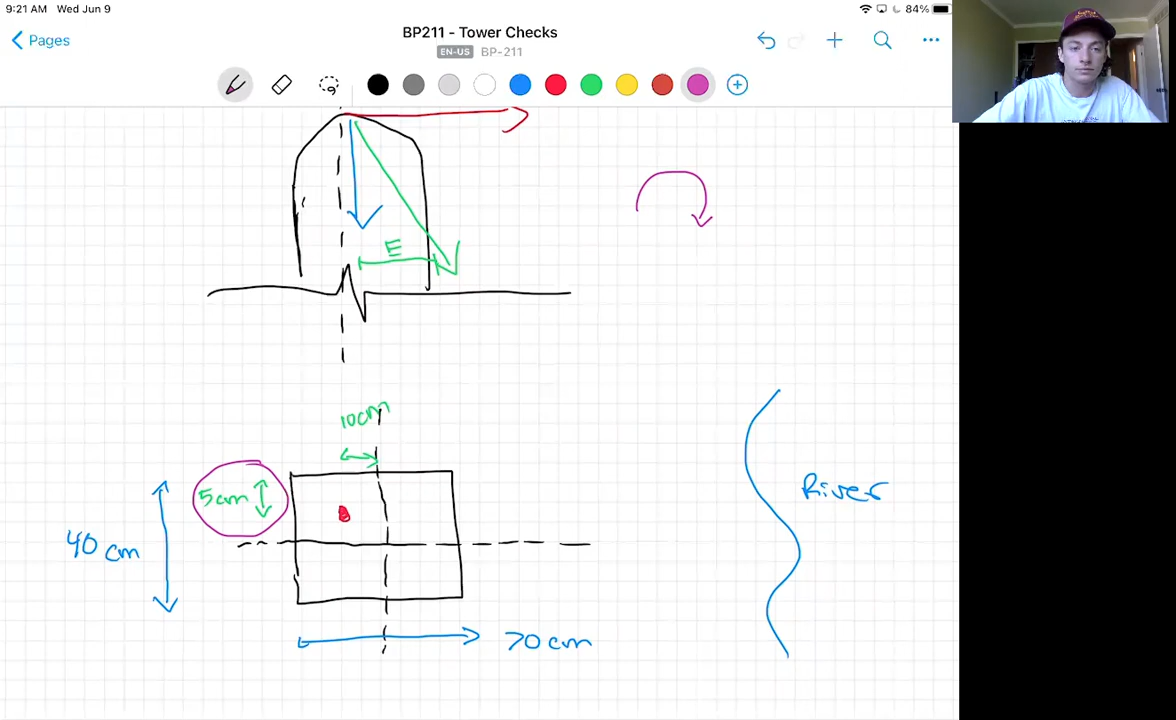 9:21 AM Wed Jun 9
84%
Pages
BP211 - Tower Checks
EN-US BP-211
E
10cm
5cm
River
40 cm
70 cm